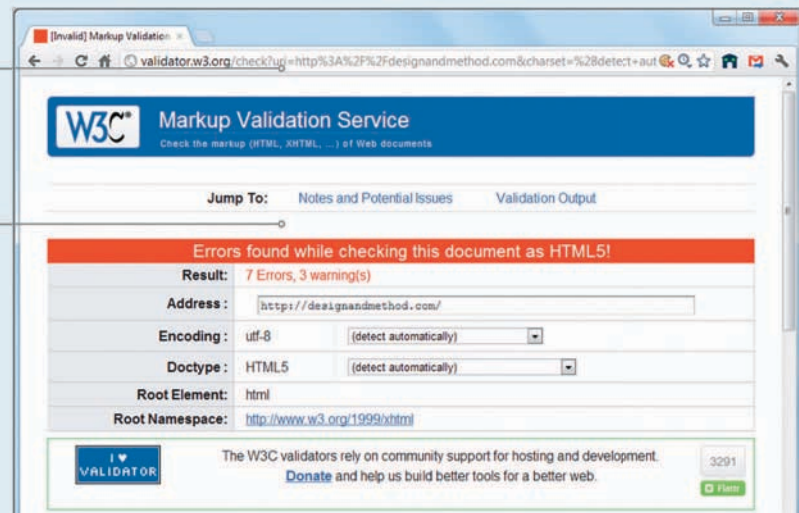 [Invalid] Markup Validation
validator.w3.org/check?uri=http%3A%2F%2Fdesignandmethod.com&charset=%28detect+aut
W3C® Markup Validation Service
Check the markup (HTML, XHTML, ...) of Web documents
Jump To: Notes and Potential Issues Validation Output
Errors found while checking this document as HTML5!
Result: 7 Errors, 3 warning(s)
Address : http://designandmethod.com/
Encoding : utf-8 (detect automatically)
Doctype : HTML5 (detect automatically)
Root Element: html
Root Namespace: http://www.w3.org/1999/xhtml
I ♥ VALIDATOR
The W3C validators rely on community support for hosting and development.
Donate and help us build better tools for a better web.
3291
Flattr